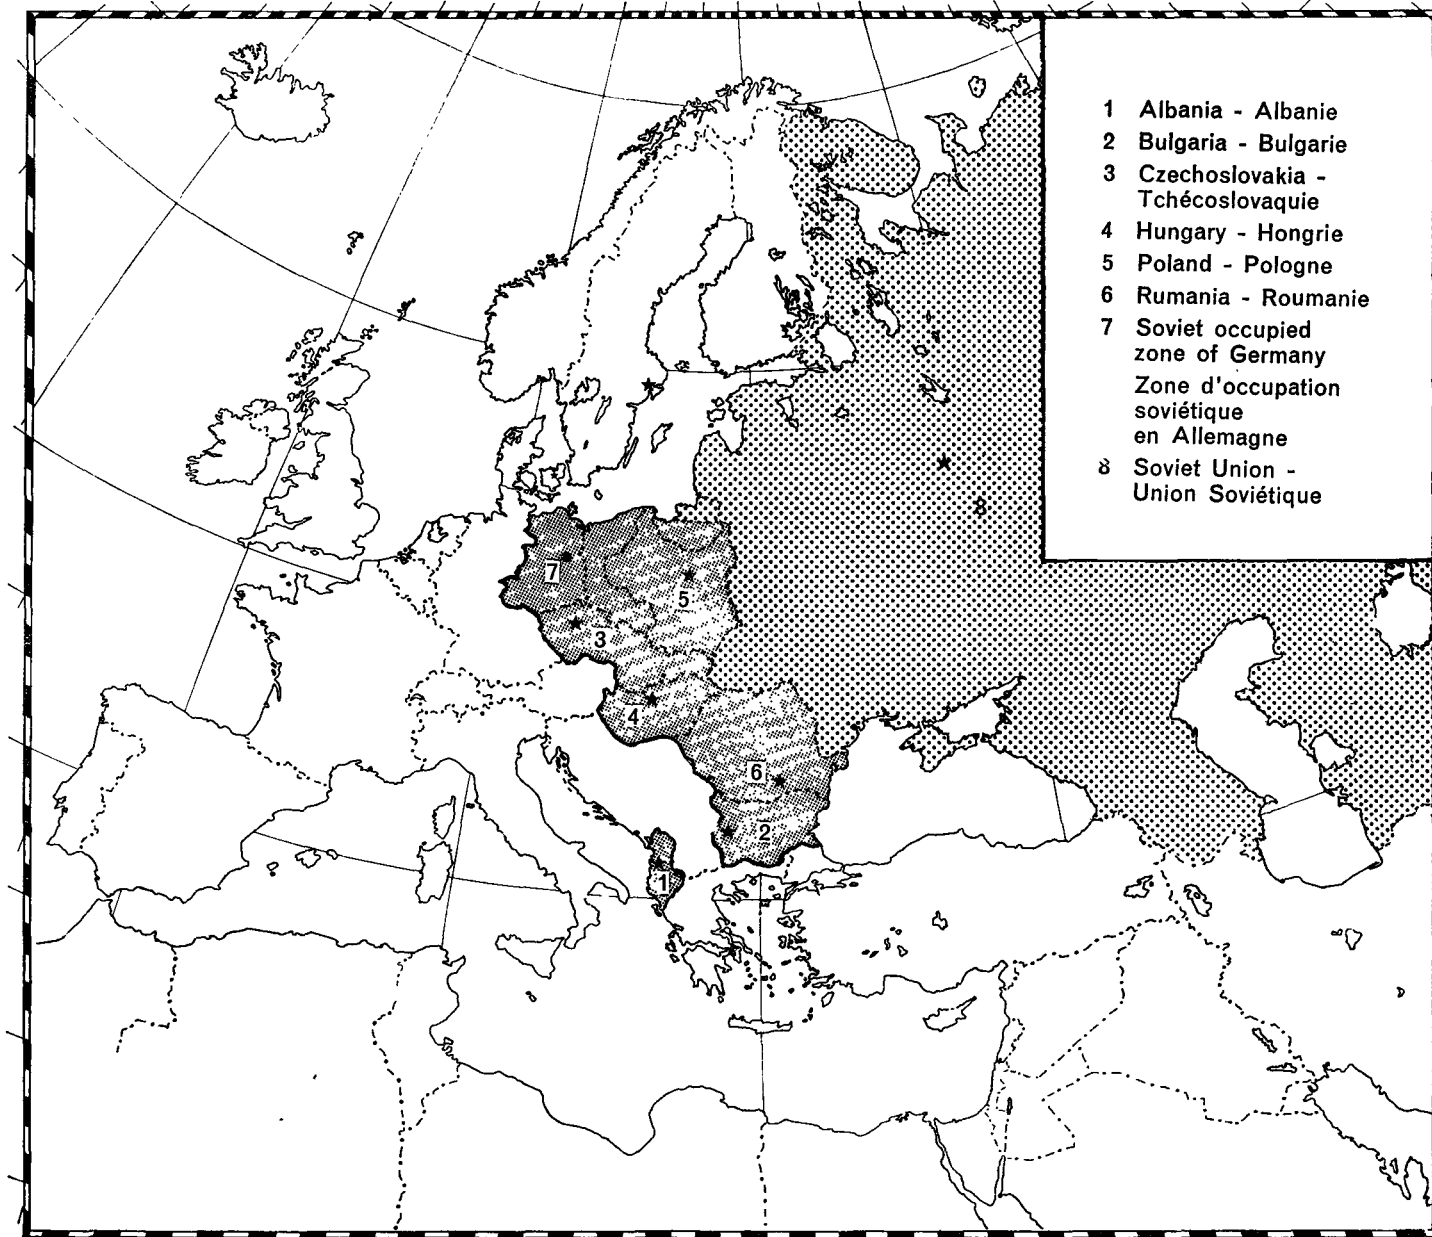 1 Albania - Albanie
2 Bulgaria - Bulgarie
3 Czechoslovakia -
Tchécoslovaquie
4 Hungary - Hongrie
5 Poland - Pologne
6 Rumania - Roumanie
7 Soviet occupied
zone of Germany
Zone d'occupation
soviétique
en Allemagne
8 Soviet Union -
Union Soviétique
8
7
5
3
4
6
2
1